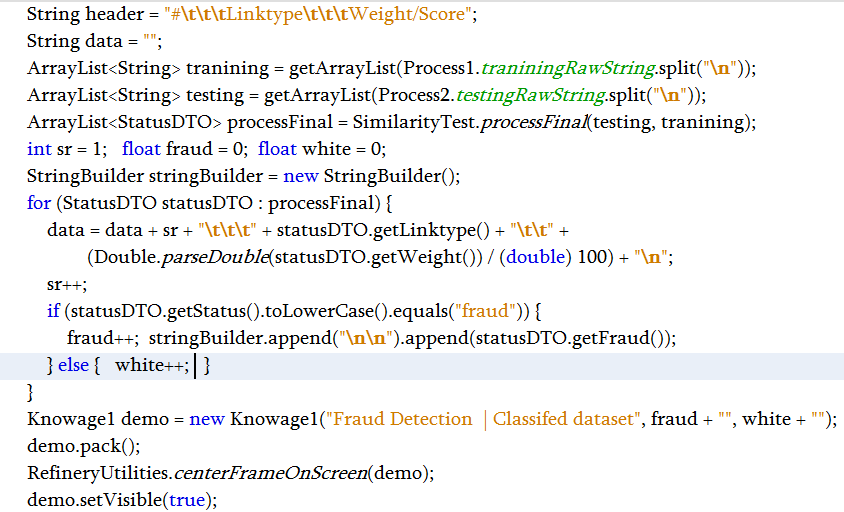 String header = "#\t\t\tLinktype\t\t\tWeight/Score";
String data = "";
ArrayList<String> tranining = getArrayList(Process1.traniningRawString.split("\n"));
ArrayList<String> testing = getArrayList(Process2.testingRawString.split("\n"));
ArrayList<StatusDTO> processFinal = SimilarityTest.processFinal(testing, tranining);
int sr = 1;   float fraud = 0;  float white = 0;
StringBuilder stringBuilder = new StringBuilder();
for (StatusDTO statusDTO : processFinal) {
data = data + sr + "\t\t\t" + statusDTO.getLinktype() + "\t\t" +
(Double.parseDouble(statusDTO.getWeight()) / (double) 100) + "\n";
sr++;
if (statusDTO.getStatus().toLowerCase().equals("fraud")) {
fraud++;  stringBuilder.append("\n\n").append(statusDTO.getFraud());
} else {   white++;  }
}
Knowage1 demo = new Knowage1("Fraud Detection  | Classifed dataset", fraud + "", white + "");
demo.pack();
RefineryUtilities.centerFrameOnScreen(demo);
demo.setVisible(true);